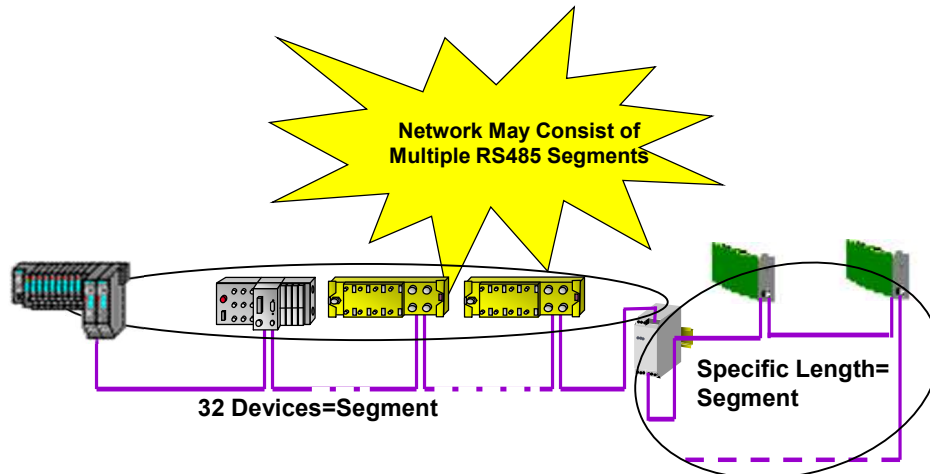 Network May Consist of
Multiple RS485 Segments
Specific Length=
Segment
32 Devices=Segment